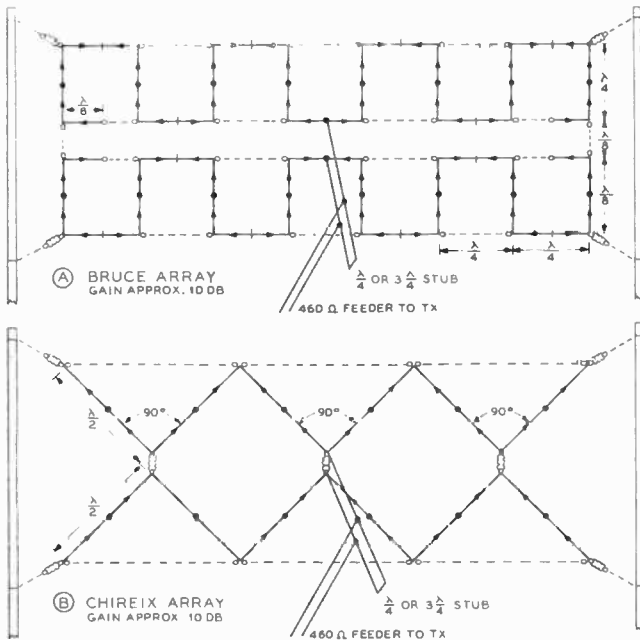 λ/8
λ/4
λ/8
λ/8
λ/4 λ/4
Ⓐ BRUCE ARRAY
GAIN APPROX. 10 DB
λ/4 OR 3 λ/4 STUB
460 Ω FEEDER TO TX
90° 90° 90°
λ/2
λ/2
Ⓑ CHIREIX ARRAY
GAIN APPROX 10 DB
λ/4 OR 3 λ/4 STUB
460 Ω FEEDER TO TX